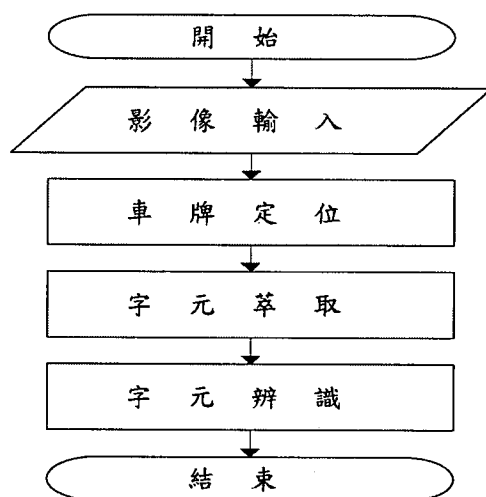 開始
影像輸入
車牌定位
字元萃取
字元辨識
結束